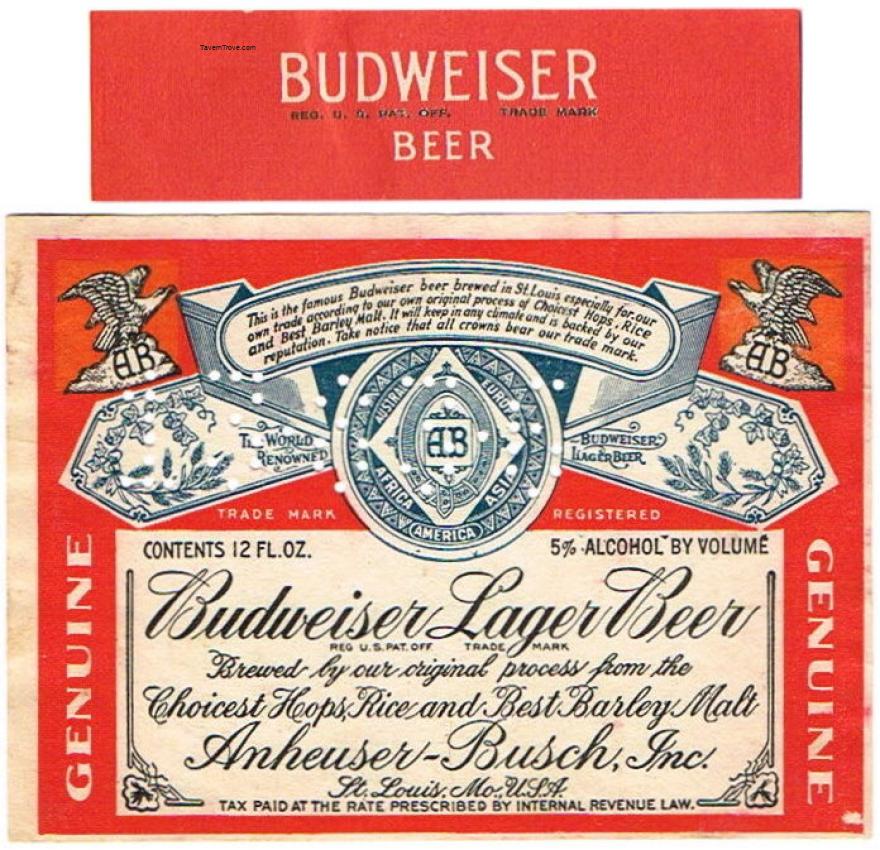 TavernTrove.com
BUDWEISER
REG. U. S. PAT. OFF. TRADE MARK
BEER
This is the famous Budweiser beer brewed in St. Louis especially for our
own trade according to our own original process of Choicest Hops, Rice
and Best Barley Malt. It will keep in any climate and is backed by our
reputation. Take notice that all crowns bear our trade mark.
AB
AB
AUSTRALIA
EUROPE
AB
THE WORLD
RENOWNED
BUDWEISER
LAGER BEER
AFRICA
ASIA
AMERICA
TRADE MARK
REGISTERED
GENUINE
CONTENTS 12 FL.OZ.
5% ALCOHOL BY VOLUME
GENUINE
Budweiser Lager Beer
REG U.S. PAT. OFF. TRADE MARK
Brewed by our original process from the
Choicest Hops, Rice and Best Barley Malt
Anheuser-Busch, Inc.
St. Louis, Mo., U.S.A.
TAX PAID AT THE RATE PRESCRIBED BY INTERNAL REVENUE LAW.